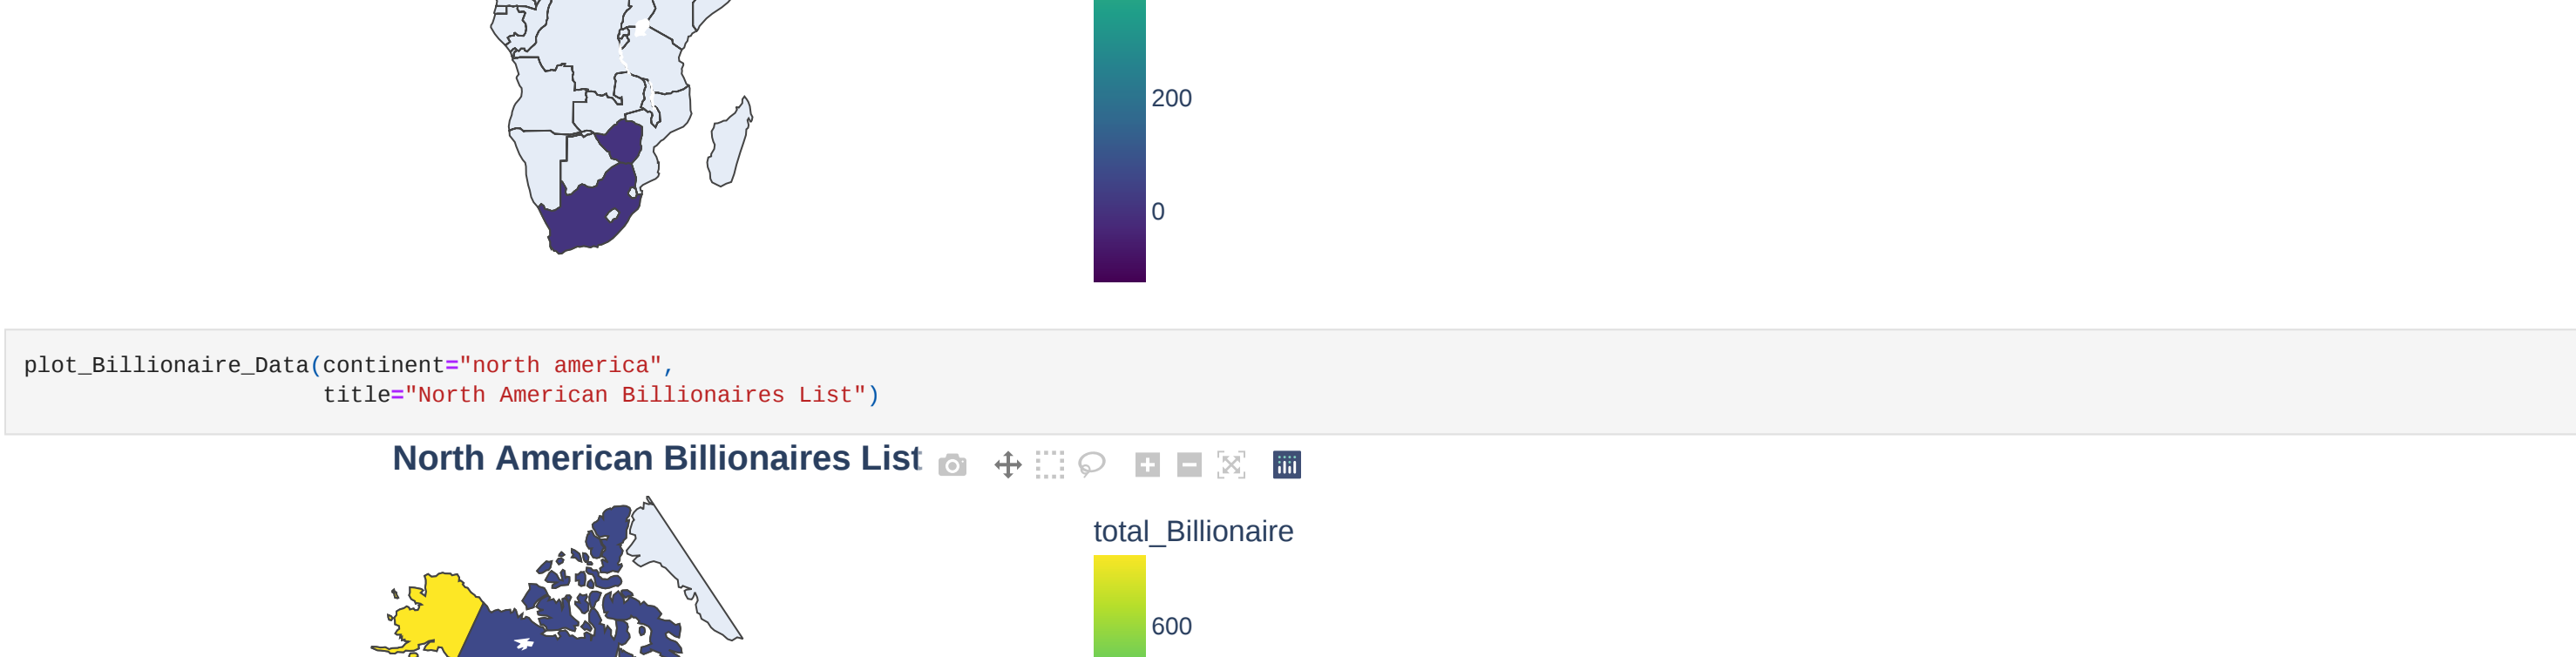 200
0
plot_Billionaire_Data(continent="north america",
title="North American Billionaires List")
North American Billionaires List
total_Billionaire
600